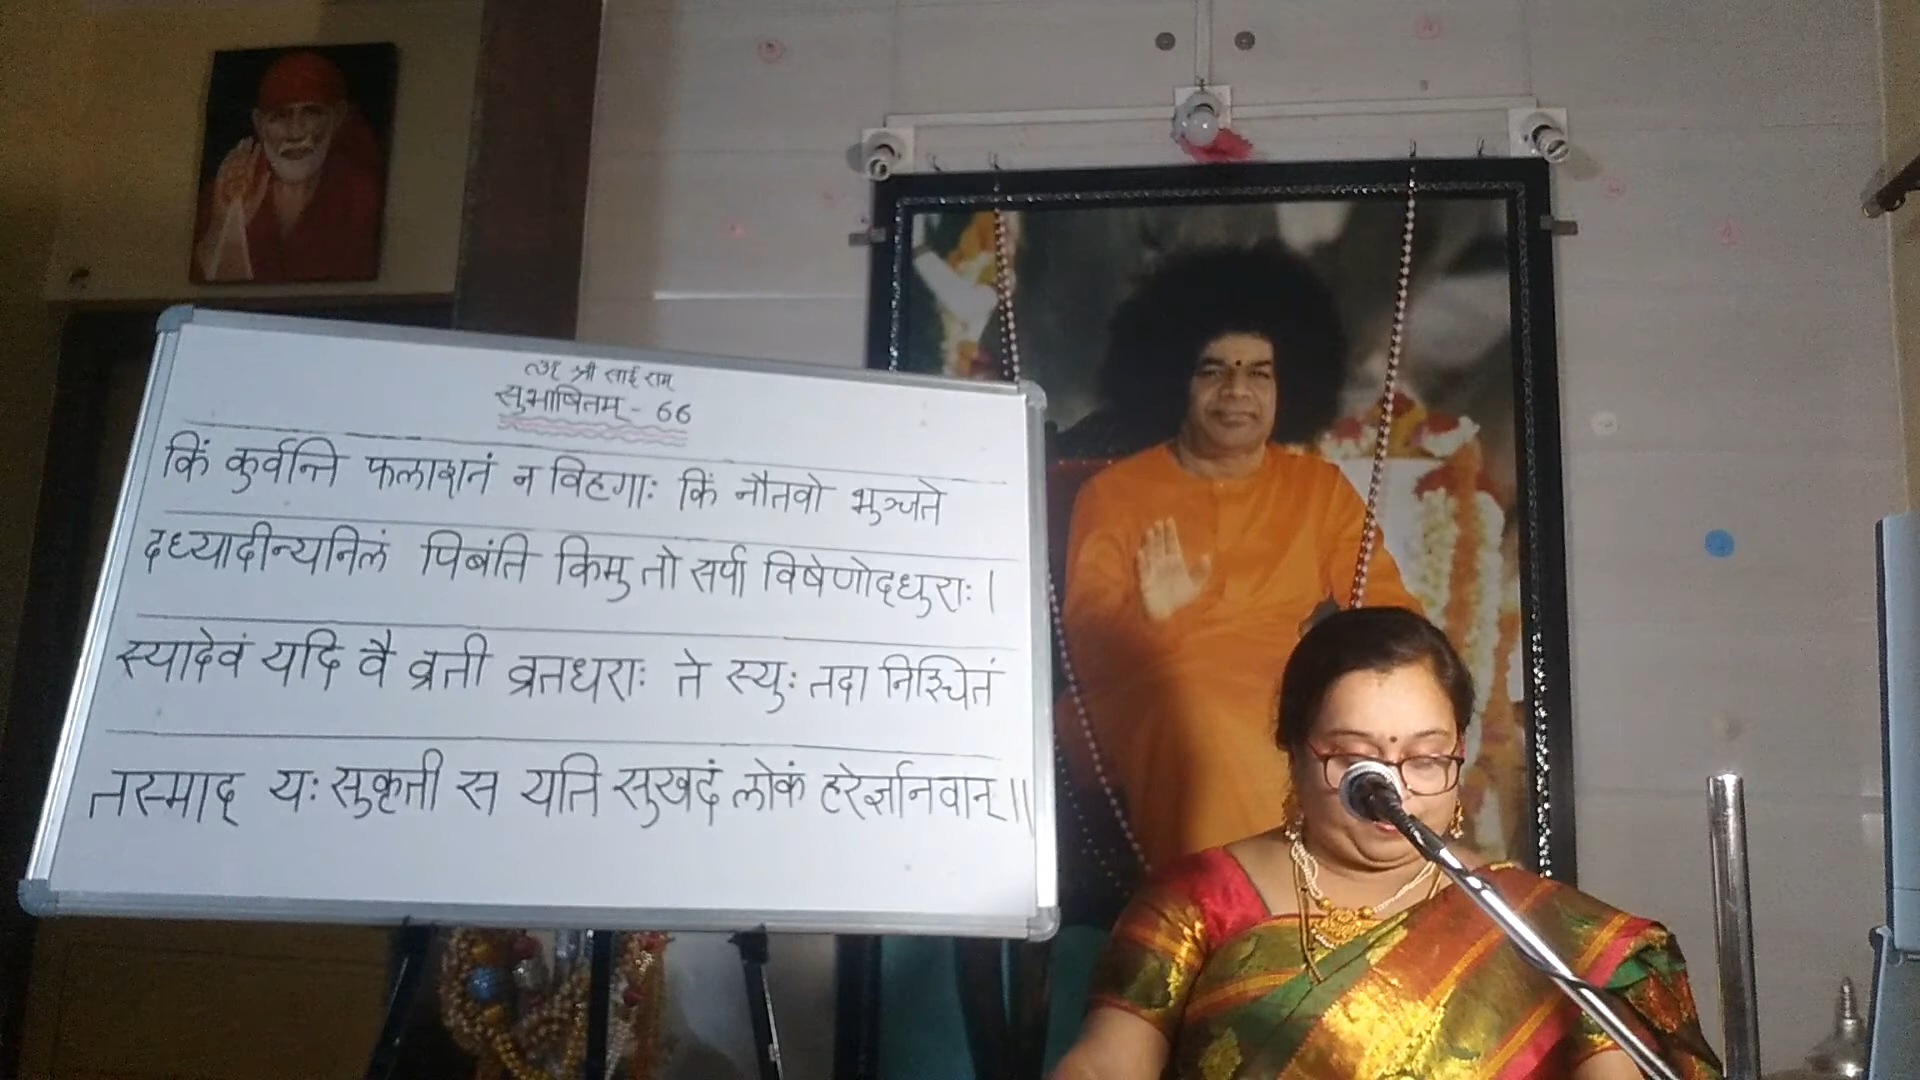 ॐ श्री साई राम
सुभाषितम् - 66
किं कुर्वन्ति फलाशनं न विहगाः किं नौतवो भुञ्जते
दध्यादीन्यनिलं पिबंति किमु तो सर्पा विषेणोद्धुराः।
स्यादेवं यदि वै व्रती व्रतधराः ते स्युः तदा निश्चितं
तस्माद् यः सुकृती स यति सुखदं लोकं हरेर्ज्ञानवान्॥